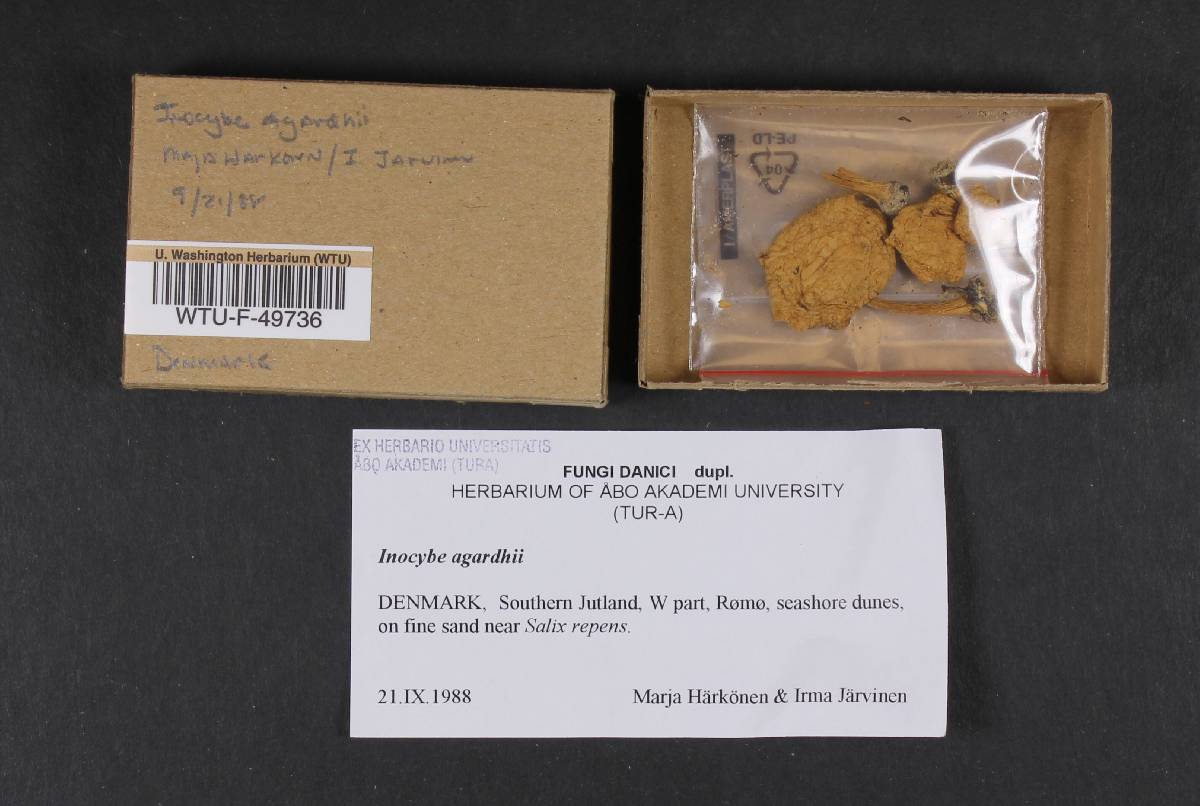 Inocybe agardhii
Marja Harkonn / I Jarvinn
9/21/88
U. Washington Herbarium (WTU)
WTU-F-49736
Denmark
PE-LD
04
EX HERBARIO UNIVERSITATIS
ÅBO AKADEMI (TURA)
FUNGI DANICI dupl.
HERBARIUM OF ÅBO AKADEMI UNIVERSITY
(TUR-A)
Inocybe agardhii
DENMARK, Southern Jutland, W part, Rømø, seashore dunes,
on fine sand near Salix repens.
21.IX.1988 Marja Härkönen & Irma Järvinen